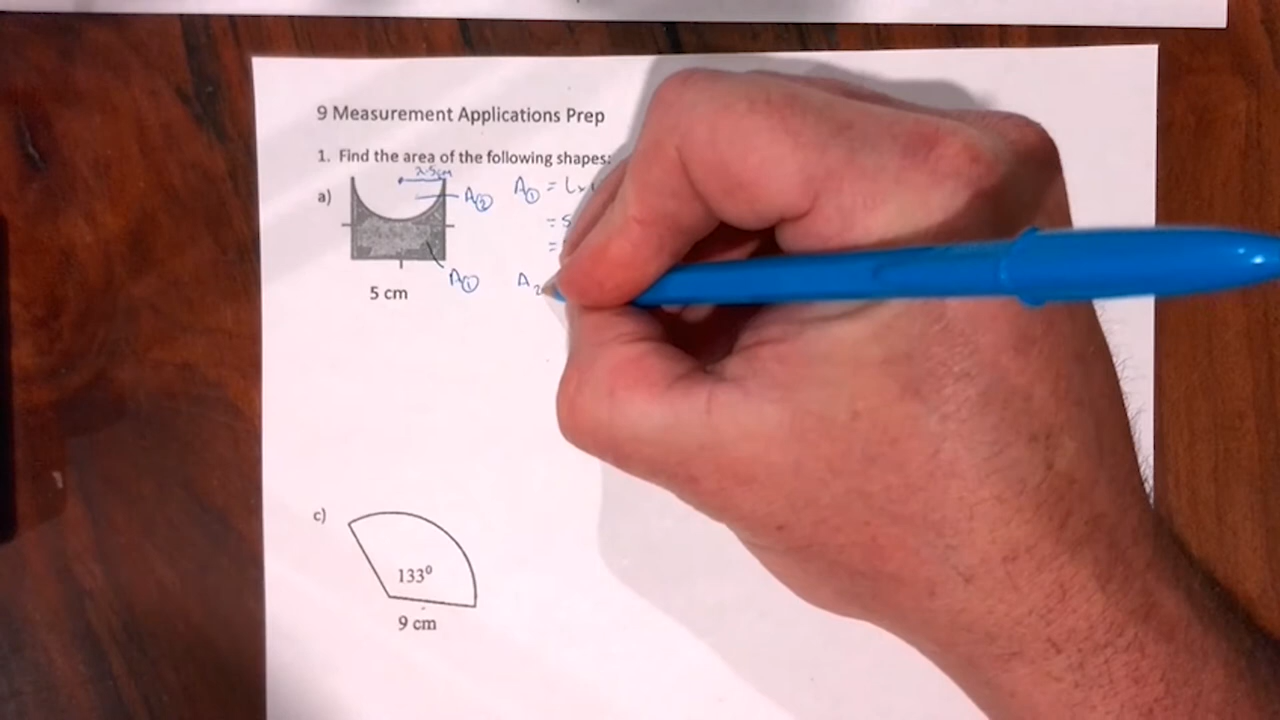 9 Measurement Applications Prep
1. Find the area of the following shapes:
2.5cm
a)
A② A① = L×
= 5
=
A①
A2
5 cm
c)
133⁰
9 cm